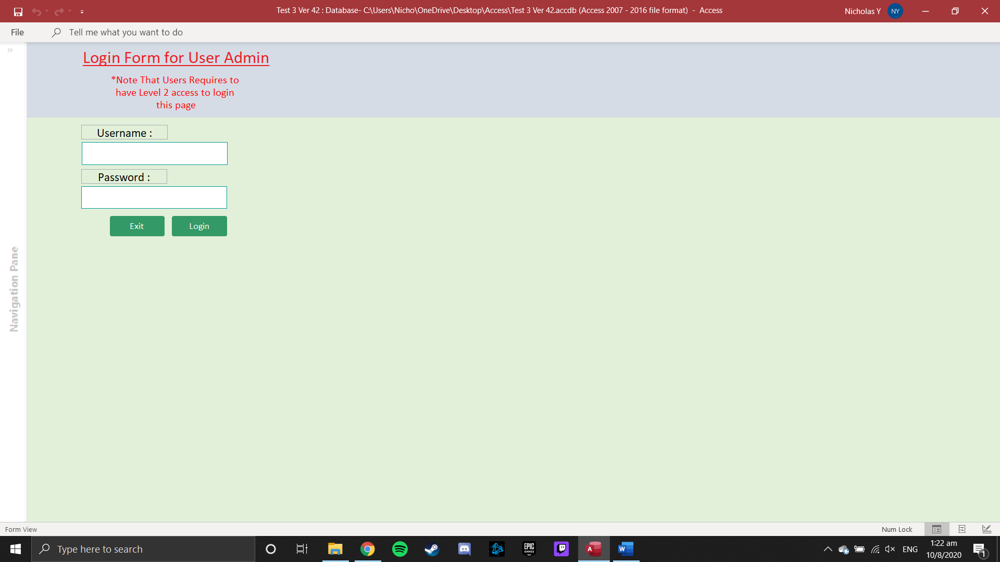 Test 3 Ver 42 : Database- C:\Users\Nicho\OneDrive\Desktop\Access\Test 3 Ver 42.accdb (Access 2007 - 2016 file format)  -  Access
Nicholas Y
NY
File
Tell me what you want to do
Login Form for User Admin
*Note That Users Requires to
have Level 2 access to login
this page
Username :
Password :
Exit
Login
Navigation Pane
Form View
Num Lock
Type here to search
EPIC
GAMES
A
W
ENG
1:22 am
10/8/2020
1